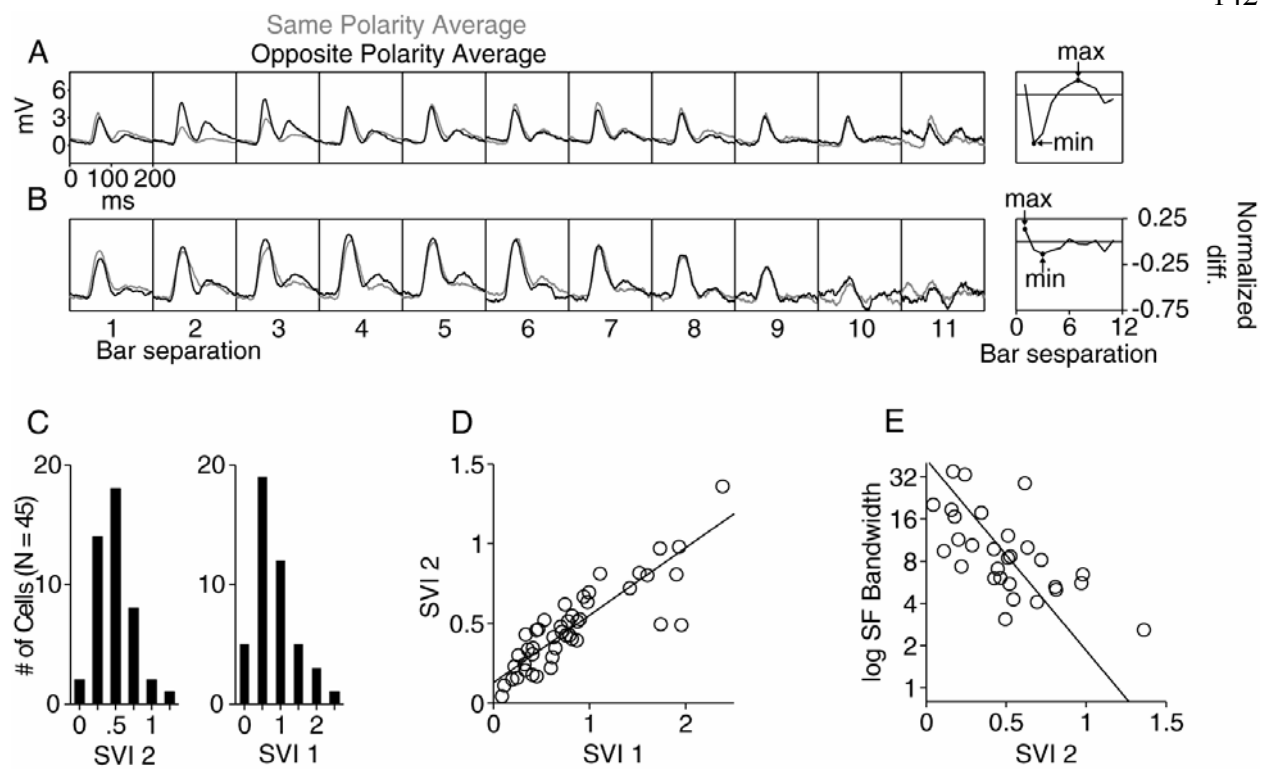 142
Same Polarity Average
Opposite Polarity Average
A
mV
6
3
0
0 100 200
ms
max
min
B
1 2 3 4 5 6 7 8 9 10 11
Bar separation
max
min
0.25
-0.25
-0.75
Normalized
diff.
0 6 12
Bar sesparation
C
# of Cells (N = 45)
20
10
0
0 .5 1
SVI 2
20
10
0
0 1 2
SVI 1
D
SVI 2
1.5
1
0.5
0
0 1 2
SVI 1
E
log SF Bandwidth
32
16
8
4
2
1
0 0.5 1 1.5
SVI 2